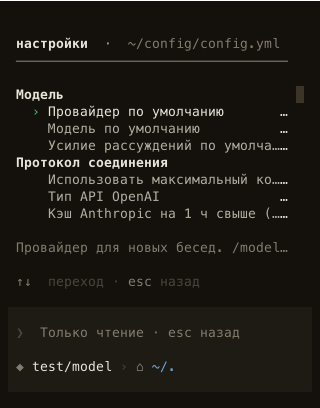 настройки · ~/config/config.yml
Модель
› Провайдер по умолчанию …
Модель по умолчанию …
Усилие рассуждений по умолча……
Протокол соединения
Использовать максимальный ко……
Тип API OpenAI …
Кэш Anthropic на 1 ч свыше (……
Провайдер для новых бесед. /model…
↑↓ переход · esc назад
❯ Только чтение · esc назад
◆ test/model › ⌂ ~/.